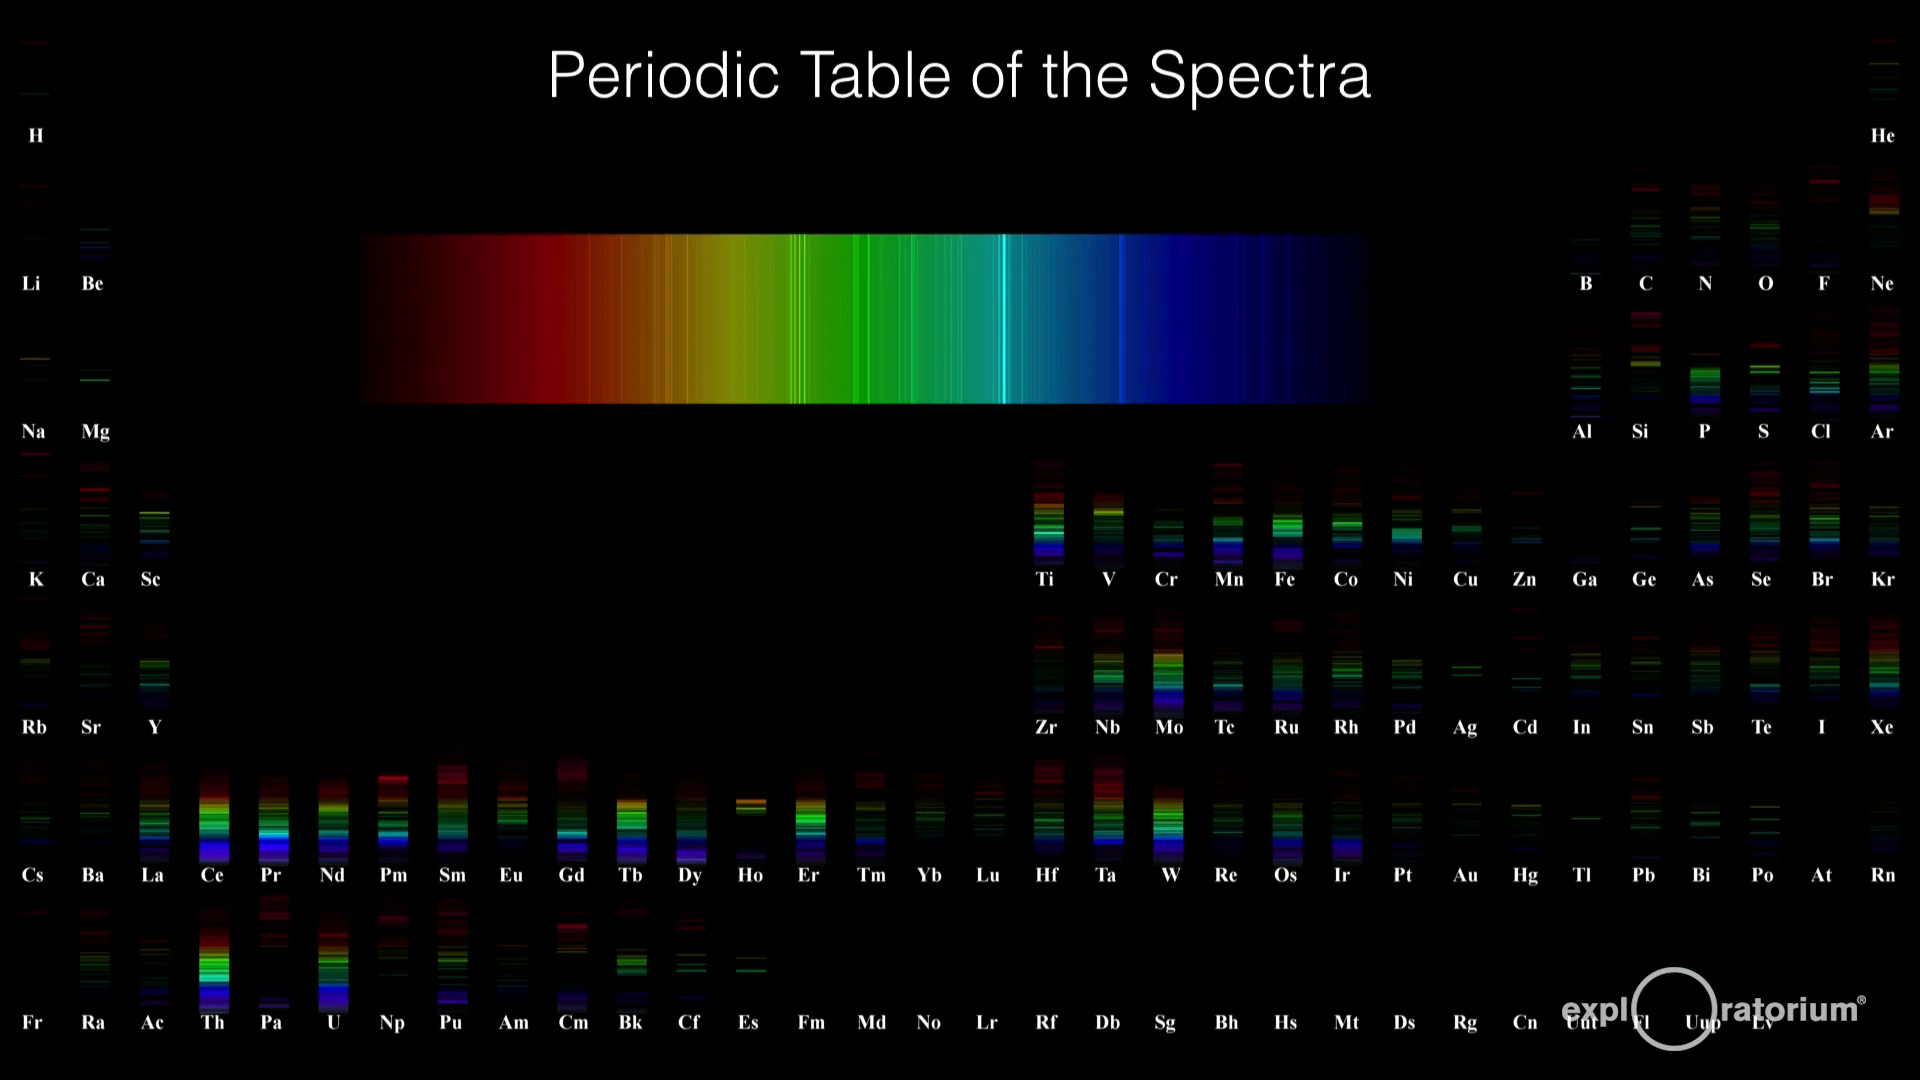 Periodic Table of the Spectra
H He
Li Be B C N O F Ne
Na Mg Al Si P S Cl Ar
K Ca Sc Ti V Cr Mn Fe Co Ni Cu Zn Ga Ge As Se Br Kr
Rb Sr Y Zr Nb Mo Tc Ru Rh Pd Ag Cd In Sn Sb Te I Xe
Cs Ba La Ce Pr Nd Pm Sm Eu Gd Tb Dy Ho Er Tm Yb Lu Hf Ta W Re Os Ir Pt Au Hg Tl Pb Bi Po At Rn
Fr Ra Ac Th Pa U Np Pu Am Cm Bk Cf Es Fm Md No Lr Rf Db Sg Bh Hs Mt Ds Rg Cn Uut Fl Uup Lv
exploratorium®